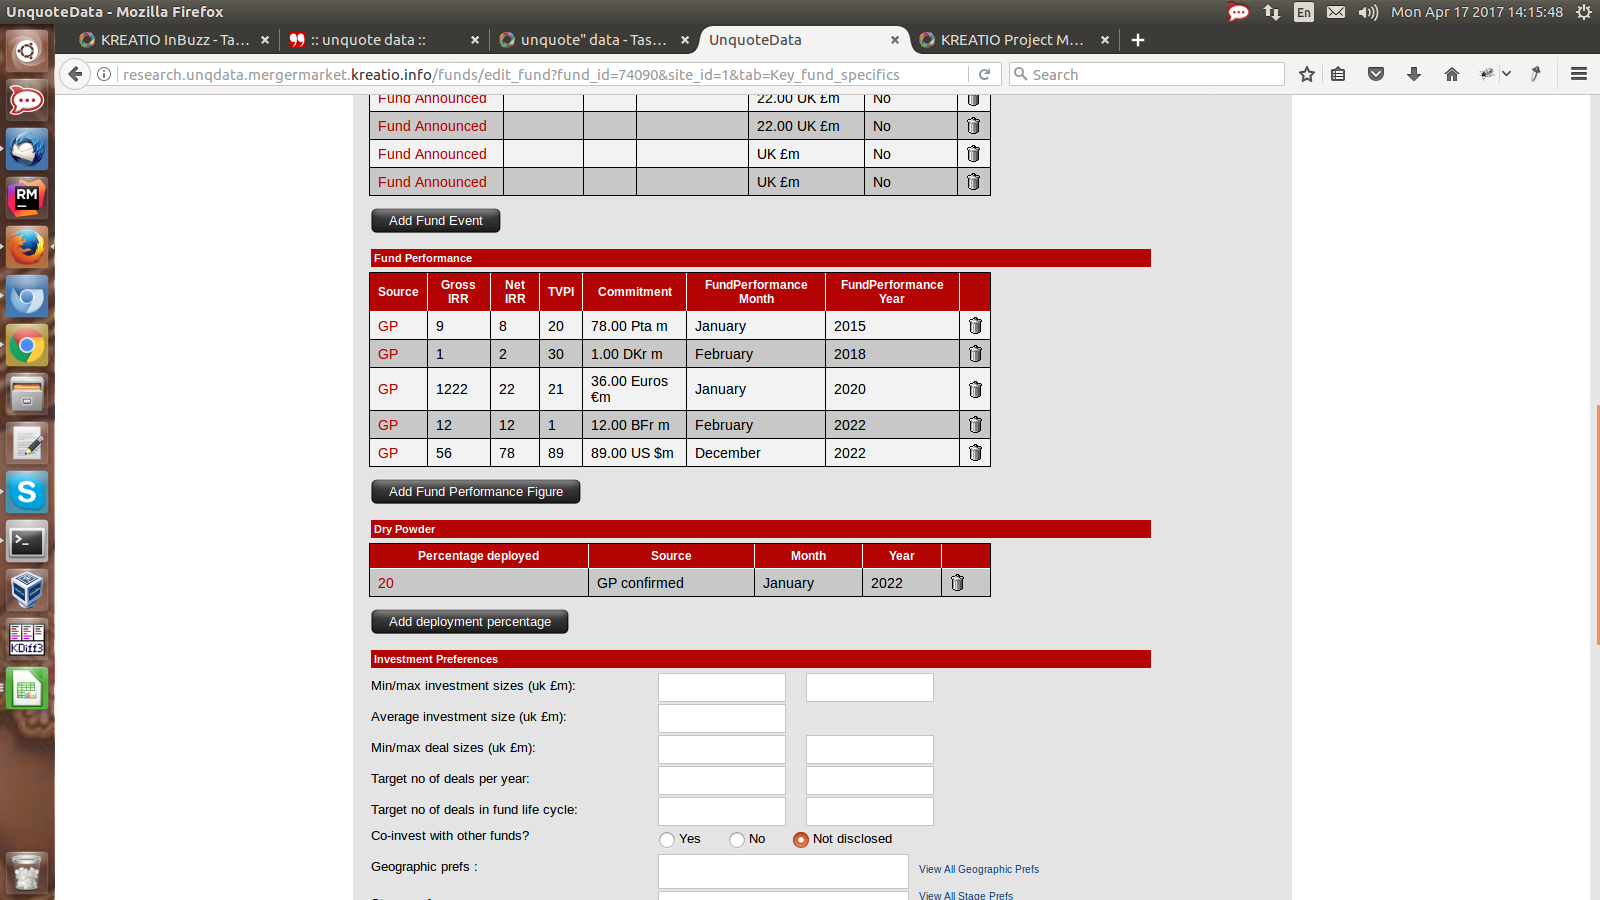 UnquoteData - Mozilla Firefox
En
Mon Apr 17 2017 14:15:48
KREATIO InBuzz - Ta...
:: unquote data ::
unquote" data - Tas...
UnquoteData
KREATIO Project M...
research.unqdata.mergermarket.kreatio.info/funds/edit_fund?fund_id=74090&site_id=1&tab=Key_fund_specifics
Search
Fund Announced 22.00 UK £m No
Fund Announced 22.00 UK £m No
Fund Announced UK £m No
Fund Announced UK £m No
Add Fund Event
Fund Performance
Source Gross IRR Net IRR TVPI Commitment FundPerformance Month FundPerformance Year
GP 9 8 20 78.00 Pta m January 2015
GP 1 2 30 1.00 DKr m February 2018
GP 1222 22 21 36.00 Euros €m January 2020
GP 12 12 1 12.00 BFr m February 2022
GP 56 78 89 89.00 US $m December 2022
Add Fund Performance Figure
Dry Powder
Percentage deployed Source Month Year
20 GP confirmed January 2022
Add deployment percentage
Investment Preferences
Min/max investment sizes (uk £m):
Average investment size (uk £m):
Min/max deal sizes (uk £m):
Target no of deals per year:
Target no of deals in fund life cycle:
Co-invest with other funds? Yes No Not disclosed
Geographic prefs : View All Geographic Prefs
View All Stage Prefs
RM
KDiff3